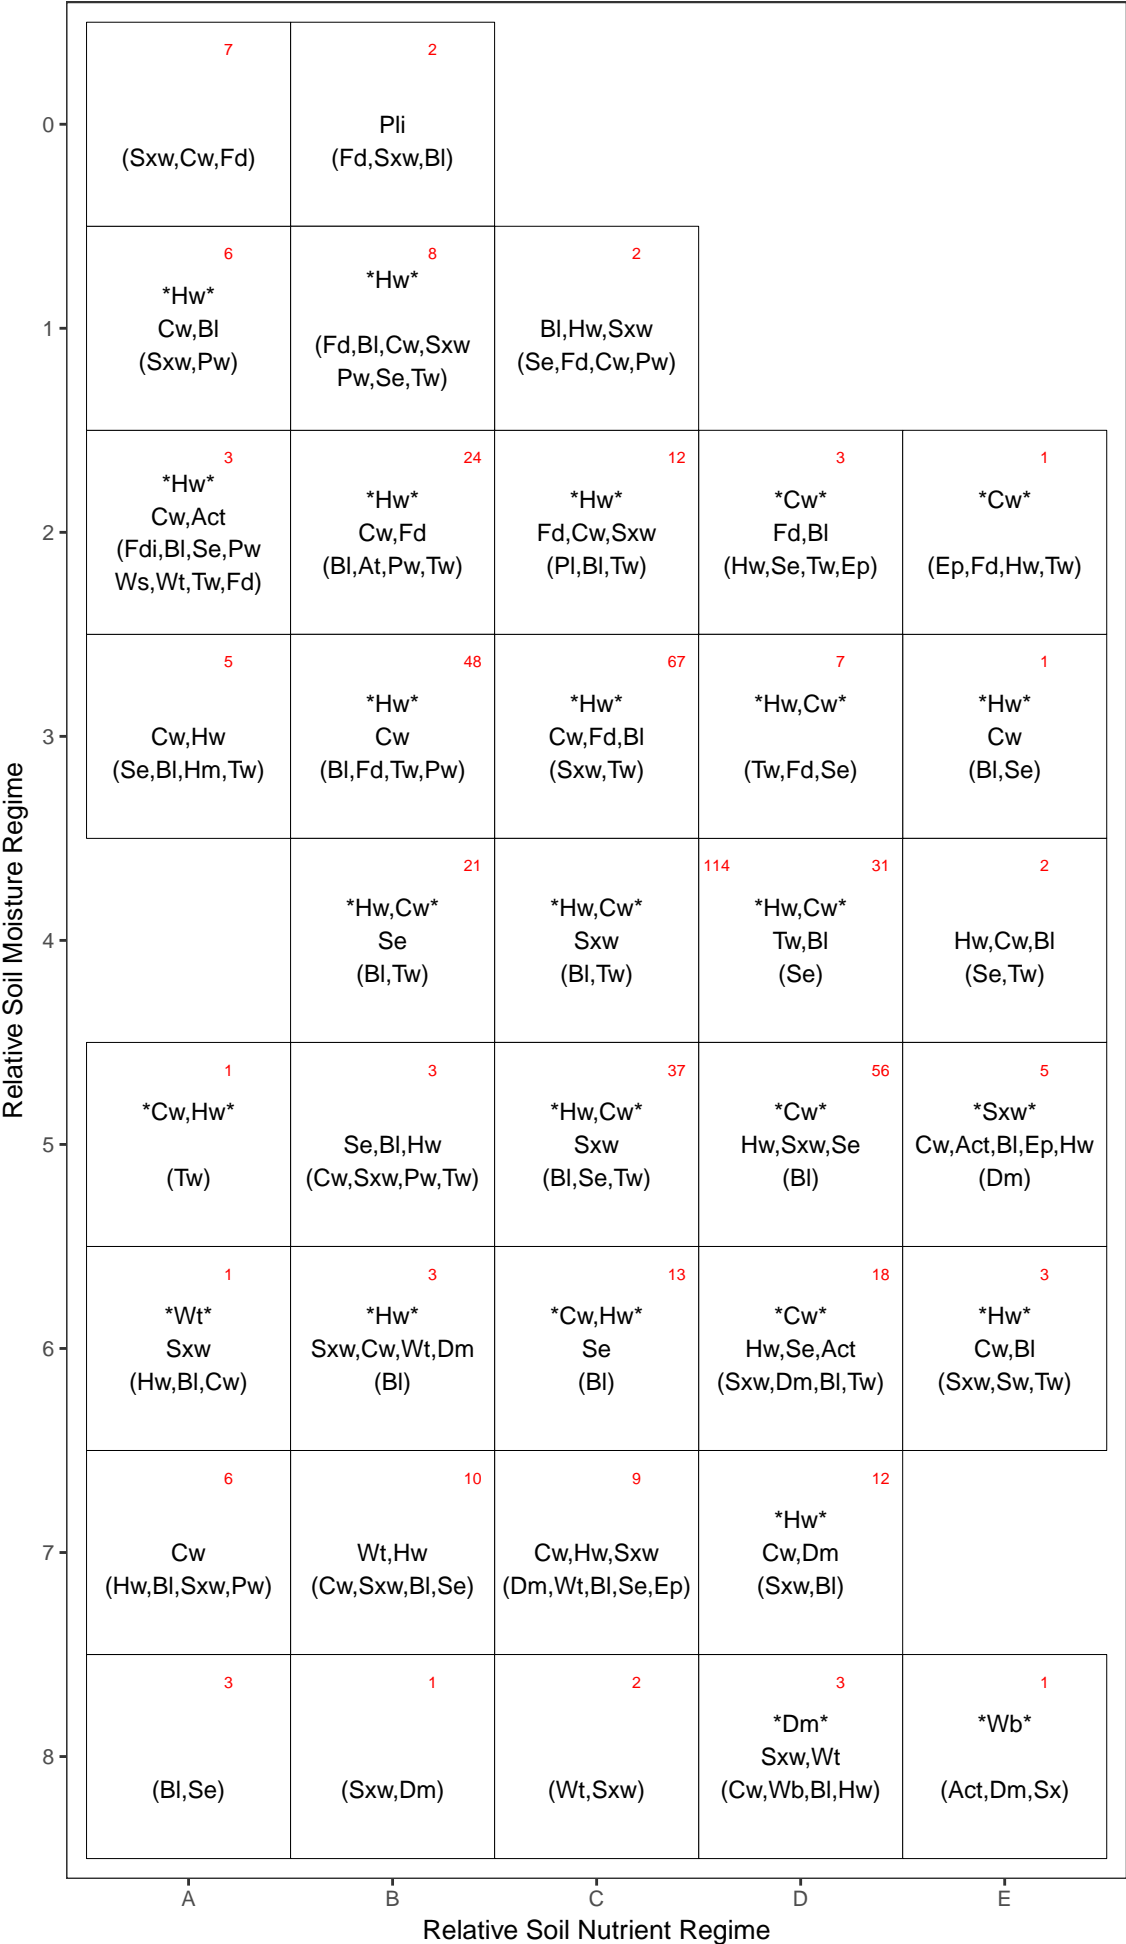 7 2
0
Pli
(Sxw,Cw,Fd) (Fd,Sxw,Bl)
6 8 2
*Hw* *Hw*
1
Cw,Bl Bl,Hw,Sxw
(Sxw,Pw) (Fd,Bl,Cw,Sxw (Se,Fd,Cw,Pw)
Pw,Se,Tw)
3 24 12 3 1
*Hw* *Hw* *Hw* *Cw* *Cw*
2
Cw,Act Cw,Fd Fd,Cw,Sxw Fd,Bl
(Fdi,Bl,Se,Pw (Bl,At,Pw,Tw) (Pl,Bl,Tw) (Hw,Se,Tw,Ep) (Ep,Fd,Hw,Tw)
Ws,Wt,Tw,Fd)
5 48 67 7 1
*Hw* *Hw* *Hw,Cw* *Hw*
3
Cw,Hw Cw Cw,Fd,Bl Cw
(Se,Bl,Hm,Tw) (Bl,Fd,Tw,Pw) (Sxw,Tw) (Tw,Fd,Se) (Bl,Se)
21 114 31 2
*Hw,Cw* *Hw,Cw* *Hw,Cw*
4
Se Sxw Tw,Bl Hw,Cw,Bl
(Bl,Tw) (Bl,Tw) (Se) (Se,Tw)
1 3 37 56 5
*Cw,Hw* *Hw,Cw* *Cw* *Sxw*
5
Se,Bl,Hw Sxw Hw,Sxw,Se Cw,Act,Bl,Ep,Hw
(Tw) (Cw,Sxw,Pw,Tw) (Bl,Se,Tw) (Bl) (Dm)
1 3 13 18 3
*Wt* *Hw* *Cw,Hw* *Cw* *Hw*
6
Sxw Sxw,Cw,Wt,Dm Se Hw,Se,Act Cw,Bl
(Hw,Bl,Cw) (Bl) (Bl) (Sxw,Dm,Bl,Tw) (Sxw,Sw,Tw)
6 10 9 12
*Hw*
7
Cw Wt,Hw Cw,Hw,Sxw Cw,Dm
(Hw,Bl,Sxw,Pw) (Cw,Sxw,Bl,Se) (Dm,Wt,Bl,Se,Ep) (Sxw,Bl)
3 1 2 3 1
*Dm* *Wb*
8
Sxw,Wt
(Bl,Se) (Sxw,Dm) (Wt,Sxw) (Cw,Wb,Bl,Hw) (Act,Dm,Sx)
A B C D E
Relative Soil Nutrient Regime
Relative Soil Moisture Regime